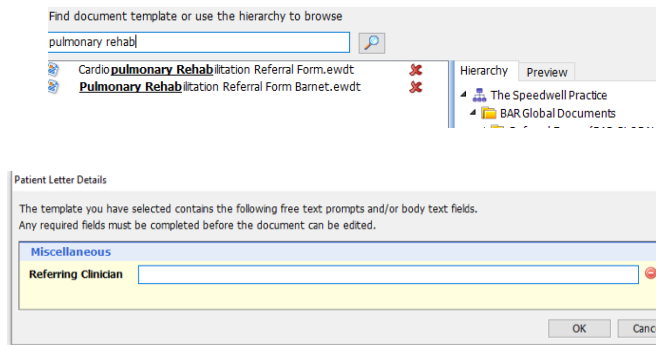 Find document template or use the hierarchy to browse
pulmonary rehab
Cardiopulmonary Rehabilitation Referral Form.ewdt
Pulmonary Rehabilitation Referral Form Barnet.ewdt
Hierarchy Preview
The Speedwell Practice
BAR Global Documents
Patient Letter Details
The template you have selected contains the following free text prompts and/or body text fields.
Any required fields must be completed before the document can be edited.
Miscellaneous
Referring Clinician
OK Canc